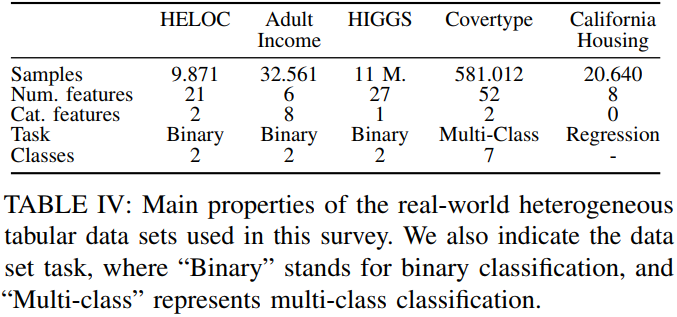 HELOC Adult Income HIGGS Covertype California Housing
Samples 9.871 32.561 11 M. 581.012 20.640
Num. features 21 6 27 52 8
Cat. features 2 8 1 2 0
Task Binary Binary Binary Multi-Class Regression
Classes 2 2 2 7 -
TABLE IV: Main properties of the real-world heterogeneous
tabular data sets used in this survey. We also indicate the data
set task, where “Binary” stands for binary classification, and
“Multi-class” represents multi-class classification.